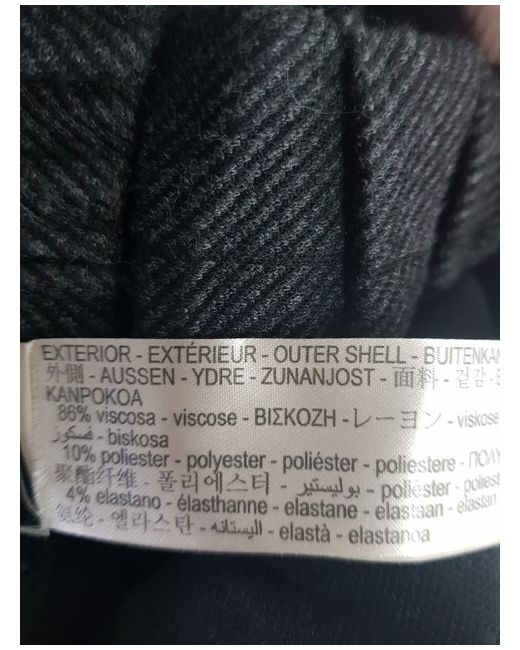 EXTERIOR - EXTÉRIEUR - OUTER SHELL - BUITENKAN
外側 - AUSSEN - YDRE - ZUNANJOST - 面料 - 겉감 -
KANPOKOA
86% viscosa - viscose - ΒΙΣΚΟΖΗ - レーヨン - viskose
فسكوز - biskosa
10% poliester - polyester - poliéster - poliestere - ΠΟΛΥ
聚酯纤维 - 폴리에스터 - بوليستير - poliéster - polies
4% elastano - élasthanne - elastane - elastaan - elastan
氨纶 - 엘라스탄 - اليستانه - elastà - elastanoa